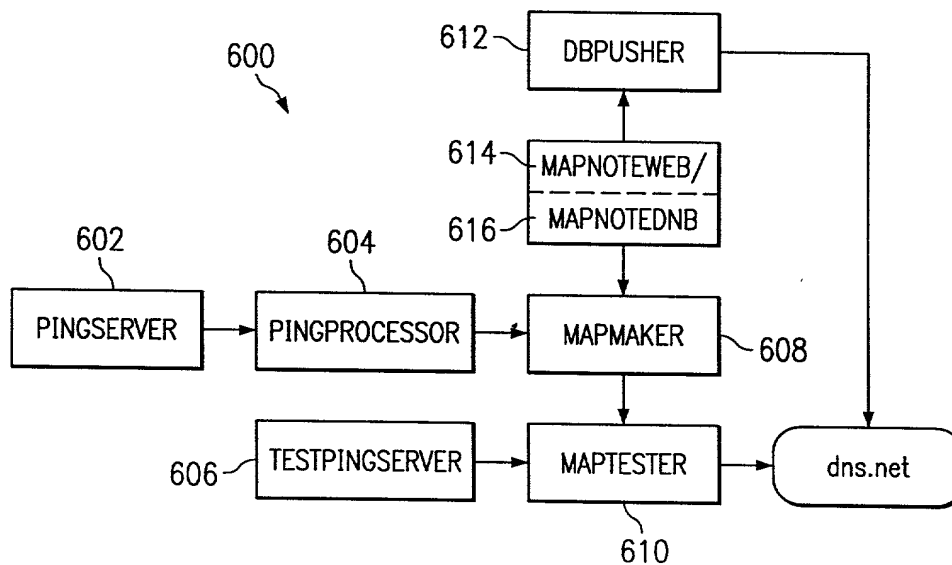 612
DBPUSHER
600
614
MAPNOTEWEB/
616
MAPNOTEDNB
602
604
PINGSERVER
PINGPROCESSOR
MAPMAKER
608
606
TESTPINGSERVER
MAPTESTER
dns.net
610